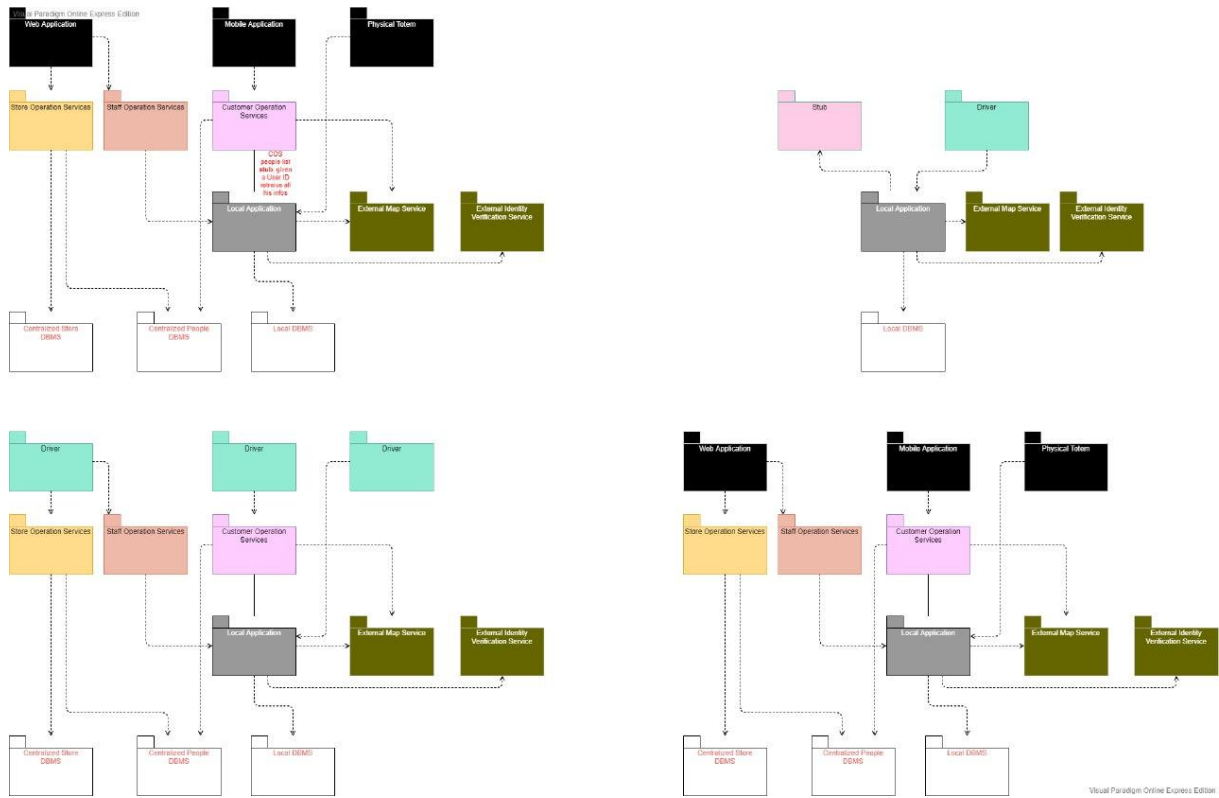 Visual Paradigm Online Express Edition
Web Application
Mobile Application
Physical Totem
Store Operation Services
Staff Operation Services
Customer Operation
Services
COS
people list
stub: given
a User ID
retrieve all
his infos
Local Application
External Map Service
External Identity
Verification Service
Centralized Store
DBMS
Centralized People
DBMS
Local DBMS
Stub
Driver
Local Application
External Map Service
External Identity
Verification Service
Local DBMS
Driver
Driver
Driver
Store Operation Services
Staff Operation Services
Customer Operation
Services
Local Application
External Map Service
External Identity
Verification Service
Centralized Store
DBMS
Centralized People
DBMS
Local DBMS
Web Application
Mobile Application
Physical Totem
Store Operation Services
Staff Operation Services
Customer Operation
Services
Local Application
External Map Service
External Identity
Verification Service
Centralized Store
DBMS
Centralized People
DBMS
Local DBMS
Visual Paradigm Online Express Edition